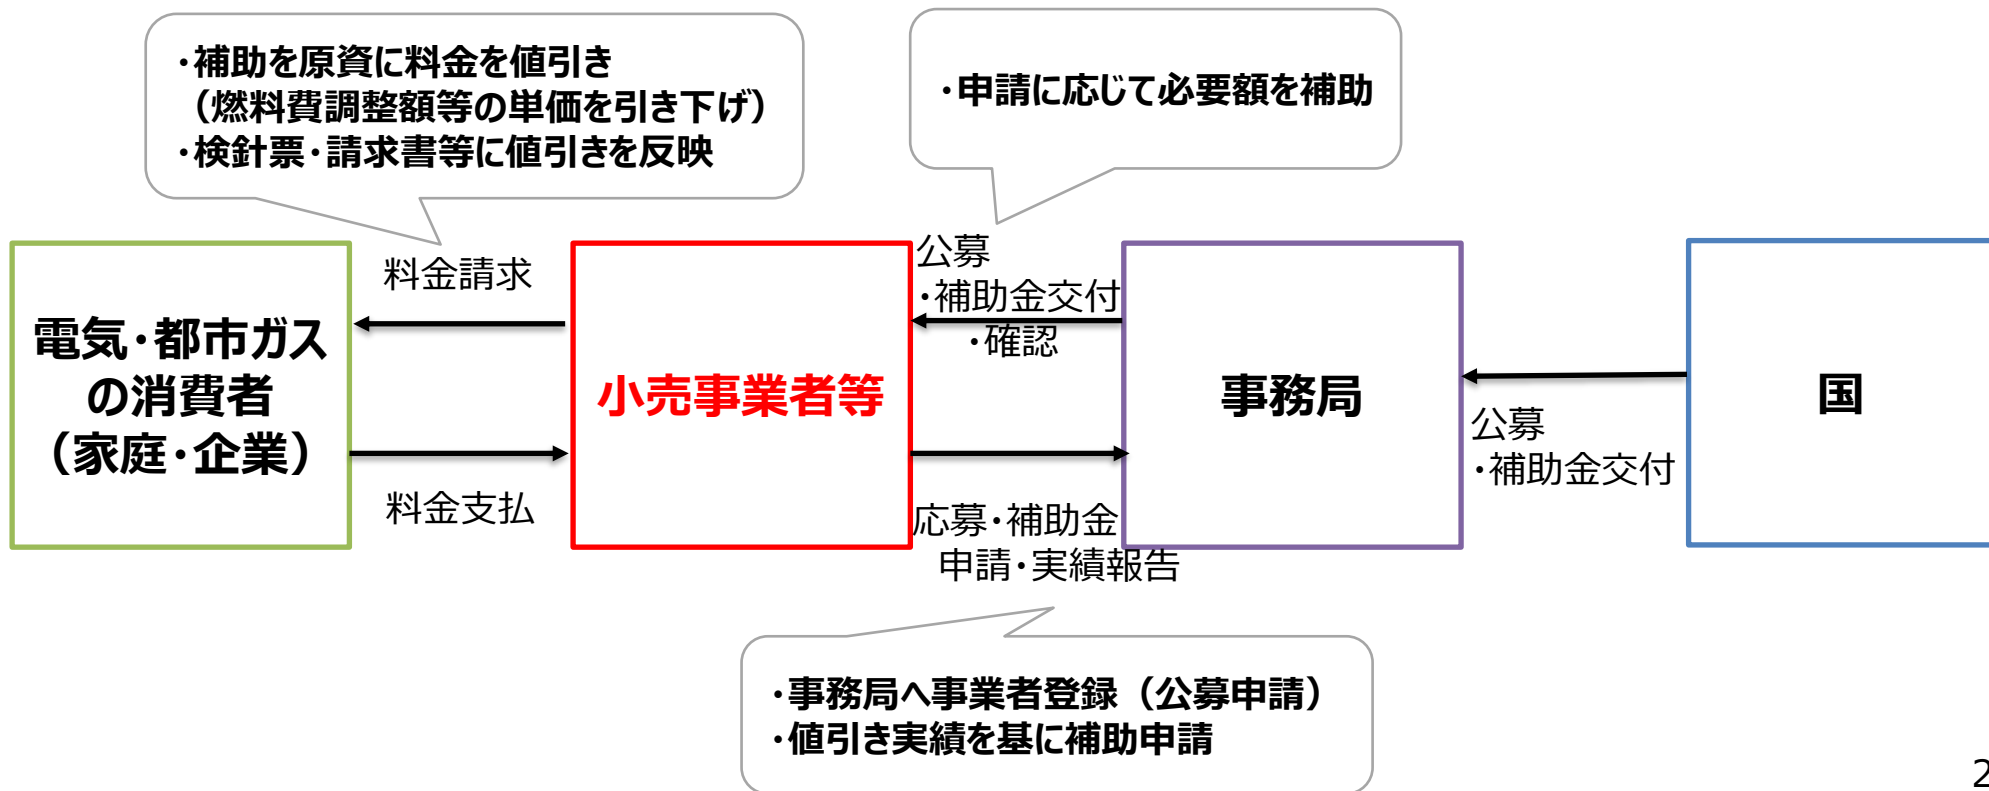 ・補助を原資に料金を値引き
（燃料費調整額等の単価を引き下げ）
・検針票・請求書等に値引きを反映
・申請に応じて必要額を補助
電気・都市ガス
の消費者
（家庭・企業）
料金請求
料金支払
小売事業者等
公募
・補助金交付
・確認
応募・補助金
申請・実績報告
事務局
公募
・補助金交付
国
・事務局へ事業者登録（公募申請）
・値引き実績を基に補助申請
2